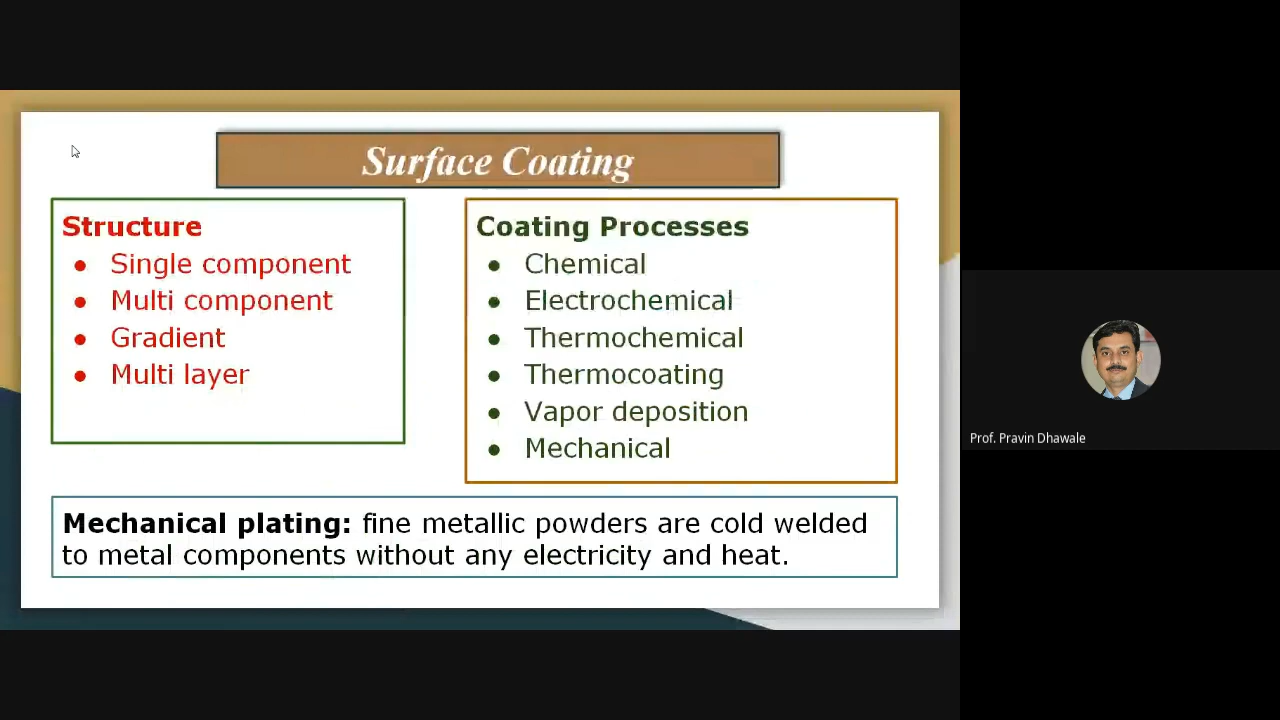 Surface Coating
Structure
● Single component
● Multi component
● Gradient
● Multi layer
Coating Processes
● Chemical
● Electrochemical
● Thermochemical
● Thermocoating
● Vapor deposition
● Mechanical
Mechanical plating: fine metallic powders are cold welded
to metal components without any electricity and heat.
Prof. Pravin Dhawale